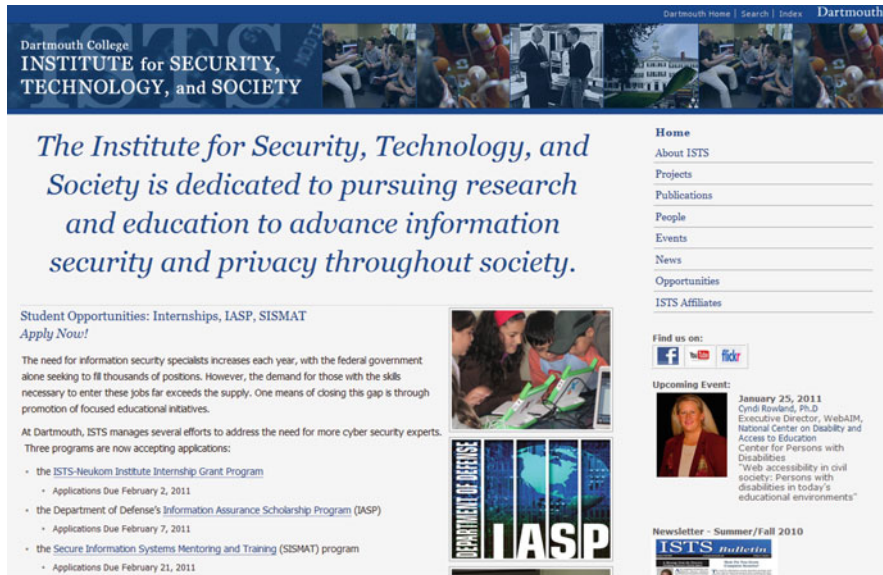 Dartmouth Home | Search | Index Dartmouth
Dartmouth College
INSTITUTE for SECURITY,
TECHNOLOGY, and SOCIETY
ISTS
The Institute for Security, Technology, and
Society is dedicated to pursuing research
and education to advance information
security and privacy throughout society.
Student Opportunities: Internships, IASP, SISMAT
Apply Now!
The need for information security specialists increases each year, with the federal government
alone seeking to fill thousands of positions. However, the demand for those with the skills
necessary to enter these jobs far exceeds the supply. One means of closing this gap is through
promotion of focused educational initiatives.
At Dartmouth, ISTS manages several efforts to address the need for more cyber security experts.
Three programs are now accepting applications:
• the ISTS-Neukom Institute Internship Grant Program
• Applications Due February 2, 2011
• the Department of Defense's Information Assurance Scholarship Program (IASP)
• Applications Due February 7, 2011
• the Secure Information Systems Mentoring and Training (SISMAT) program
• Applications Due February 21, 2011
DEPARTMENT OF DEFENSE
IASP
Home
About ISTS
Projects
Publications
People
Events
News
Opportunities
ISTS Affiliates
Find us on:
f You Tube flickr
Upcoming Event:
January 25, 2011
Cyndi Rowland, Ph.D
Executive Director, WebAIM,
National Center on Disability and
Access to Education
Center for Persons with
Disabilities
"Web accessibility in civil
society: Persons with
disabilities in today's
educational environments"
Newsletter - Summer/Fall 2010
ISTS Bulletin